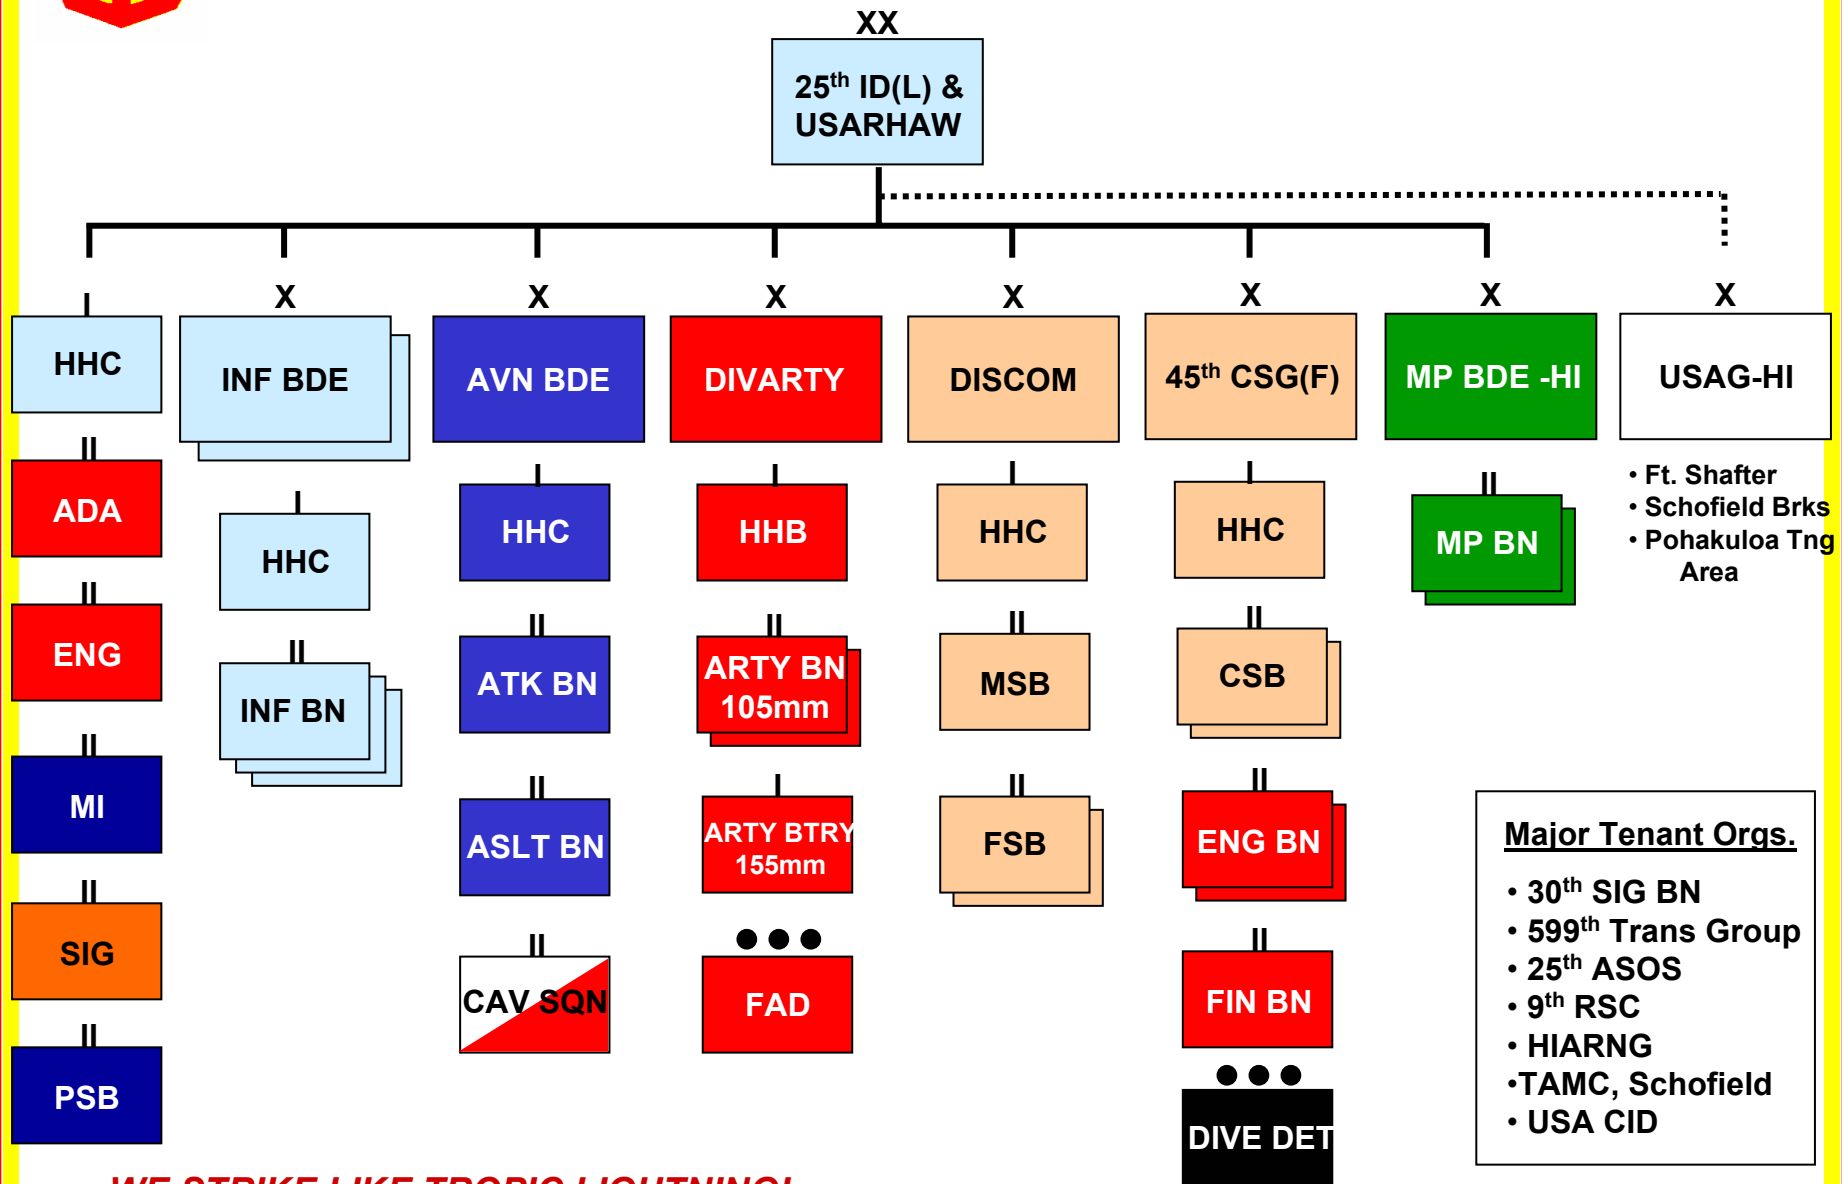 XX
25th ID(L) &
USARHAW
I
HHC
II
ADA
II
ENG
II
MI
II
SIG
II
PSB
X
INF BDE
I
HHC
II
INF BN
X
AVN BDE
I
HHC
II
ATK BN
II
ASLT BN
II
CAV SQN
X
DIVARTY
I
HHB
II
ARTY BN
105mm
I
ARTY BTRY
155mm
●●●
FAD
X
DISCOM
I
HHC
II
MSB
II
FSB
X
45th CSG(F)
I
HHC
II
CSB
II
ENG BN
II
FIN BN
●●●
DIVE DET
X
MP BDE -HI
II
MP BN
X
USAG-HI
• Ft. Shafter
• Schofield Brks
• Pohakuloa Tng
Area
Major Tenant Orgs.
• 30th SIG BN
• 599th Trans Group
• 25th ASOS
• 9th RSC
• HIARNG
•TAMC, Schofield
• USA CID
WE STRIKE LIKE TROPIC LIGHTNING!